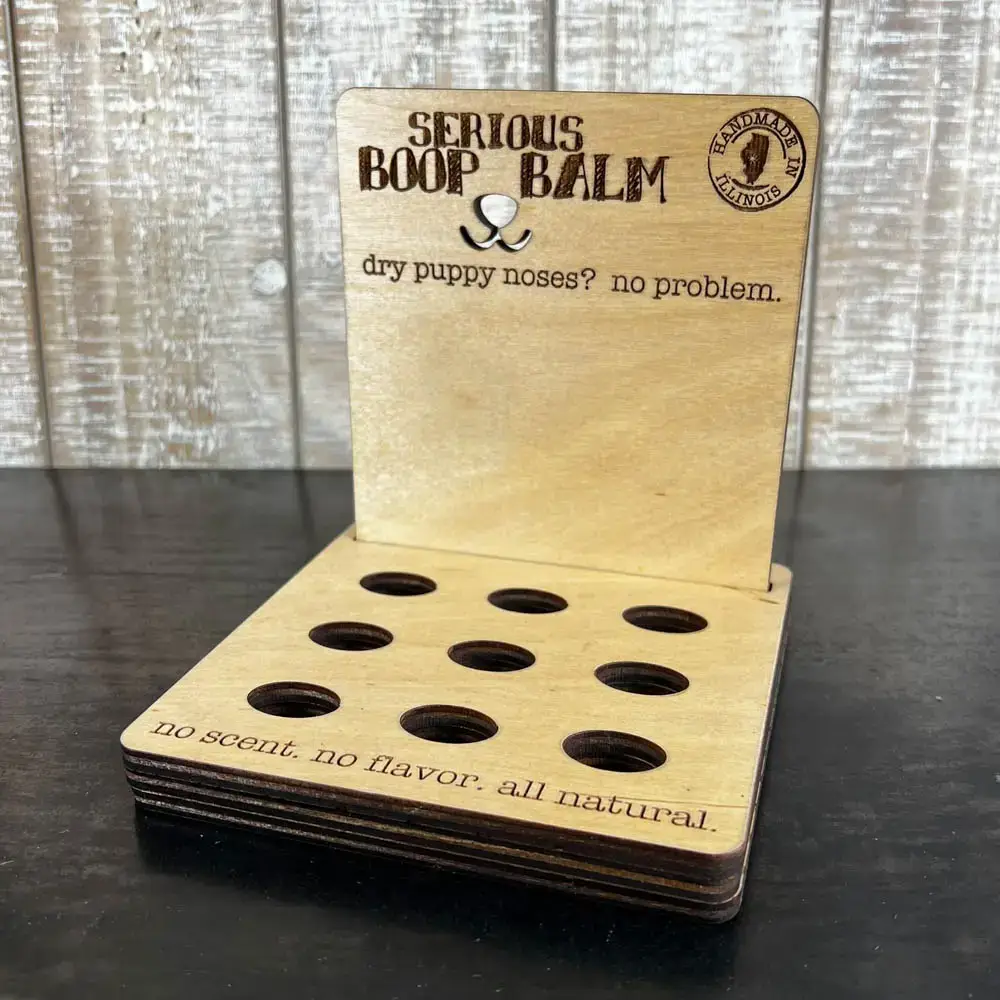 SERIOUS
BOOP BALM
HANDMADE IN
ILLINOIS
dry puppy noses? no problem.
no scent. no flavor. all natural.